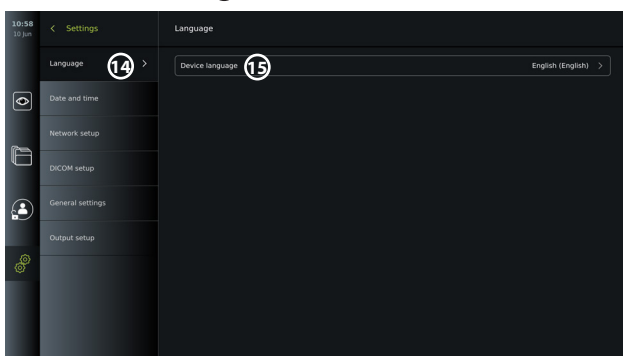 10:58
10 Jun
Settings
Language
Language
14
Device language
15
English (English)
Date and time
Network setup
DICOM setup
General settings
Output setup